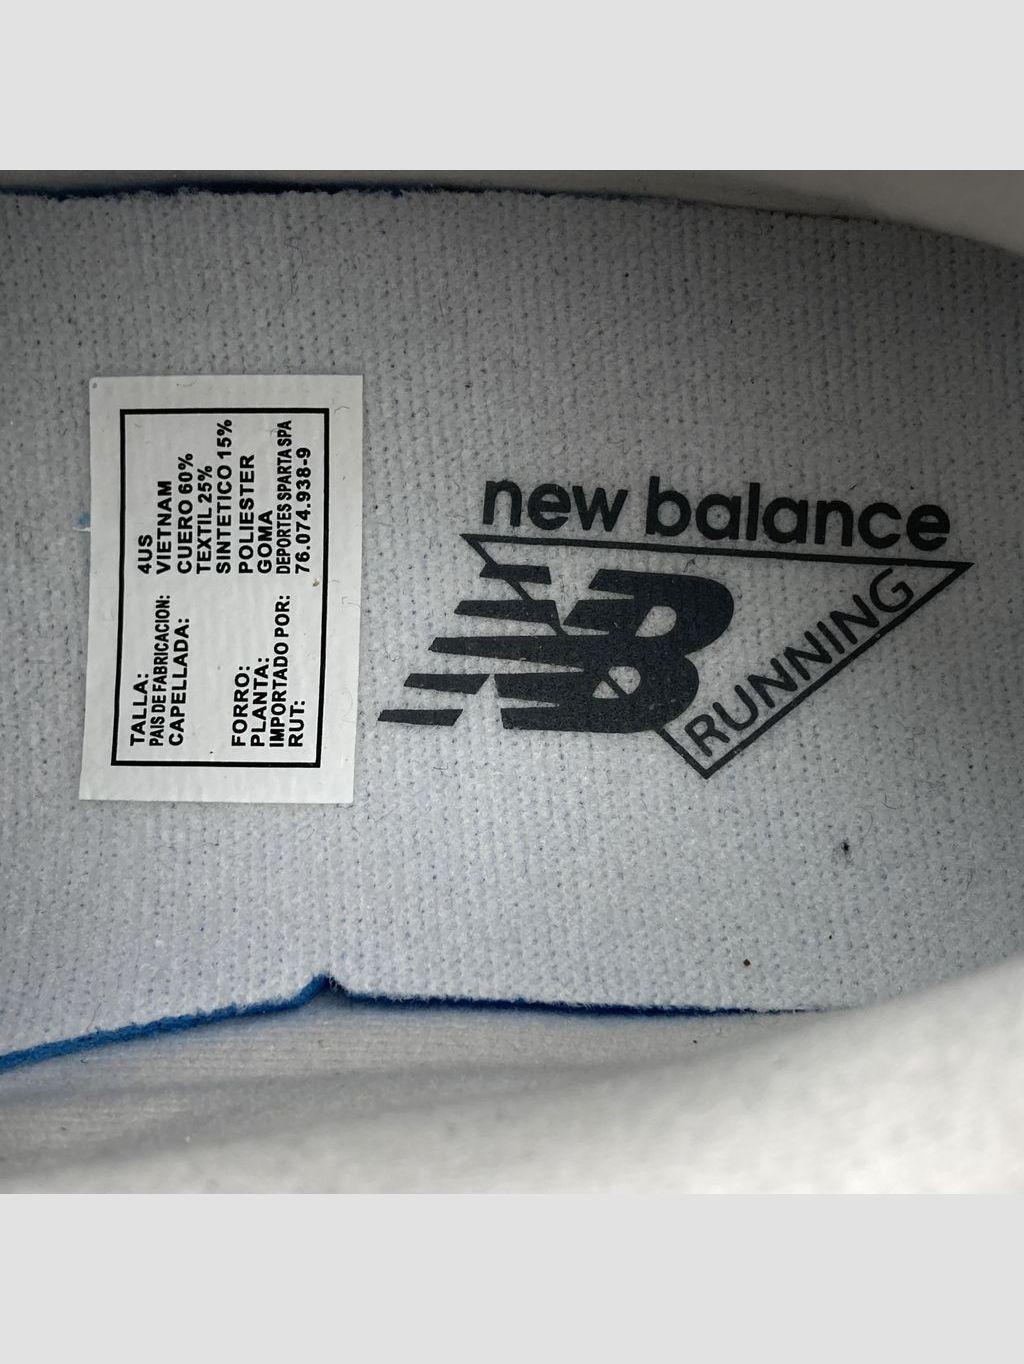 TALLA: 4US
PAIS DE FABRICACION: VIETNAM
CAPELLADA: CUERO 60%
TEXTIL 25%
SINTETICO 15%
FORRO: POLIESTER
PLANTA: GOMA
IMPORTADO POR: DEPORTES SPARTA SPA
RUT: 76.074.938-9
new balance
NB
RUNNING